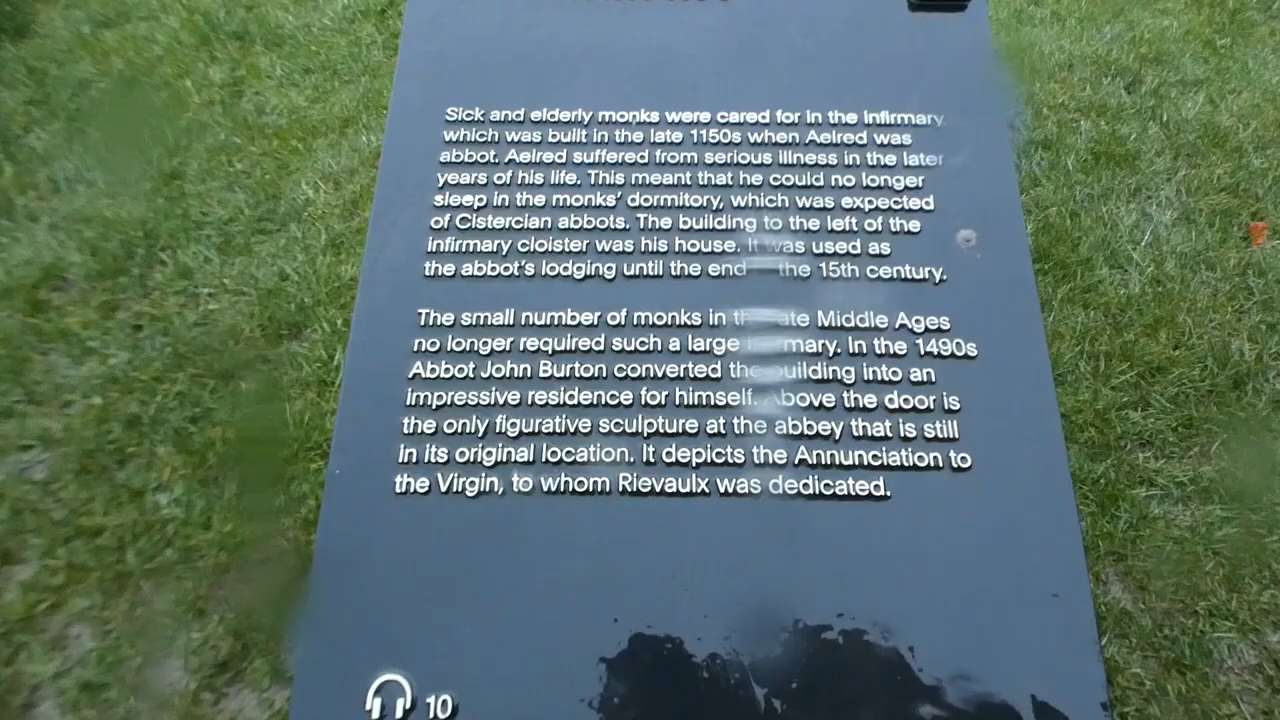 Sick and elderly monks were cared for in the infirmary
which was built in the late 1150s when Aelred was
abbot. Aelred suffered from serious illness in the later
years of his life. This meant that he could no longer
sleep in the monks' dormitory, which was expected
of Cistercian abbots. The building to the left of the
infirmary cloister was his house. It was used as
the abbot's lodging until the end the 15th century.
The small number of monks in Middle Ages
no longer required such a large In the 1490s
Abbot John Burton converted the building into an
impressive residence for himself. Above the door is
the only figurative sculpture at the abbey that is still
in its original location. It depicts the Annunciation to
the Virgin, to whom Rievaulx was dedicated.
10